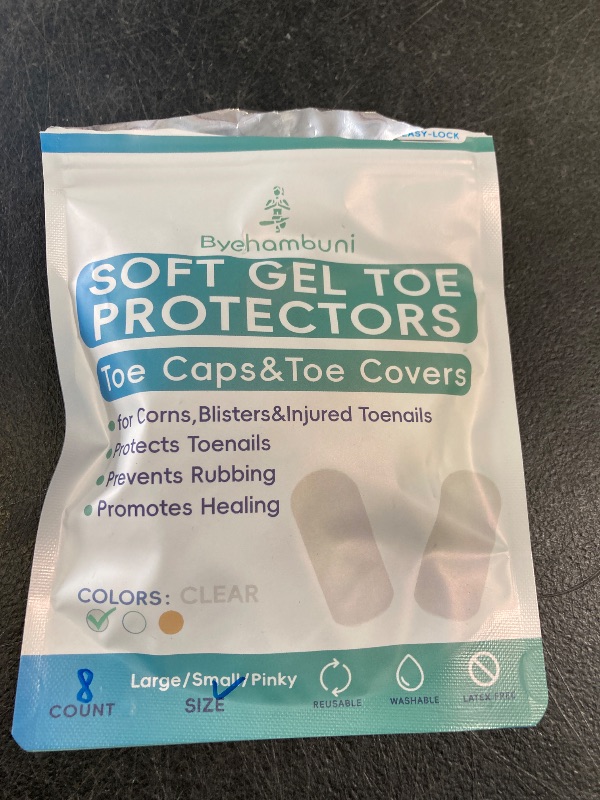 EASY-LOCK
Byehambuni
SOFT GEL TOE
PROTECTORS
Toe Caps&Toe Covers
for Corns,Blisters&Injured Toenails
Protects Toenails
Prevents Rubbing
Promotes Healing
COLORS: CLEAR
8
COUNT
Large/Small/Pinky
SIZE
REUSABLE
WASHABLE
LATEX FREE